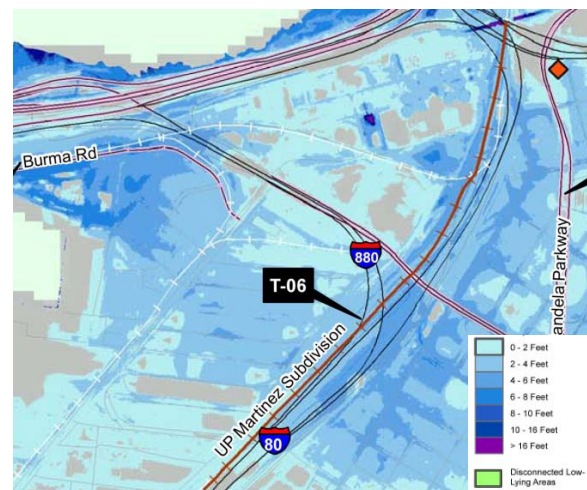 Burma Rd
880
T-06
andela Parkway
UP Martinez Subdivision
80
0 - 2 Feet
2 - 4 Feet
4 - 6 Feet
6 - 8 Feet
8 - 10 Feet
10 - 16 Feet
> 16 Feet
Disconnected Low-
Lying Areas